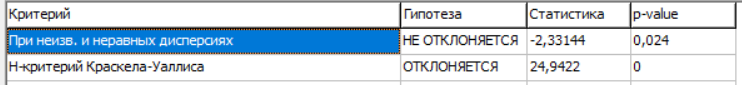 Критерий Гипотеза Статистика p-value
При неизв. и неравных дисперсиях НЕ ОТКЛОНЯЕТСЯ -2,33144 0,024
Н-критерий Краскела-Уаллиса ОТКЛОНЯЕТСЯ 24,9422 0